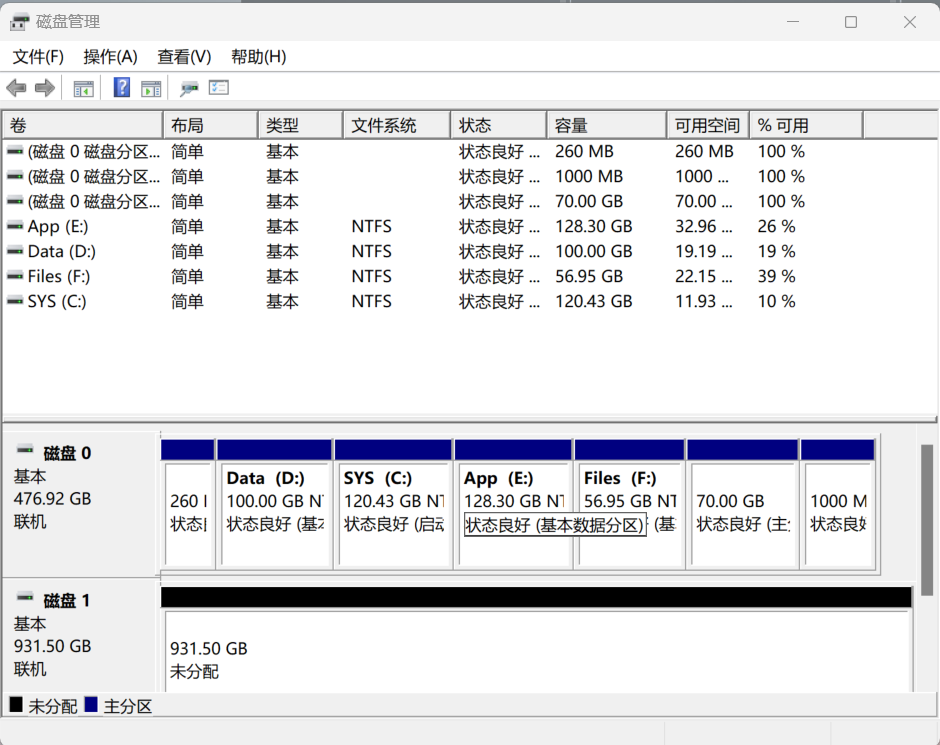 磁盘管理
文件(F) 操作(A) 查看(V) 帮助(H)
卷 布局 类型 文件系统 状态 容量 可用空间 % 可用
(磁盘 0 磁盘分区... 简单 基本 状态良好 ... 260 MB 260 MB 100 %
(磁盘 0 磁盘分区... 简单 基本 状态良好 ... 1000 MB 1000 ... 100 %
(磁盘 0 磁盘分区... 简单 基本 状态良好 ... 70.00 GB 70.00 ... 100 %
App (E:) 简单 基本 NTFS 状态良好 ... 128.30 GB 32.96 ... 26 %
Data (D:) 简单 基本 NTFS 状态良好 ... 100.00 GB 19.19 ... 19 %
Files (F:) 简单 基本 NTFS 状态良好 ... 56.95 GB 22.15 ... 39 %
SYS (C:) 简单 基本 NTFS 状态良好 ... 120.43 GB 11.93 ... 10 %
磁盘 0
基本
476.92 GB
联机
260
状态
Data (D:)
100.00 GB NT
状态良好 (基本
SYS (C:)
120.43 GB NT
状态良好 (启动
App (E:)
128.30 GB NT
状态良好 (基本数据分区)
Files (F:)
56.95 GB NT
(基
70.00 GB
状态良好 (主
1000 M
状态良好
磁盘 1
基本
931.50 GB
联机
931.50 GB
未分配
未分配 主分区